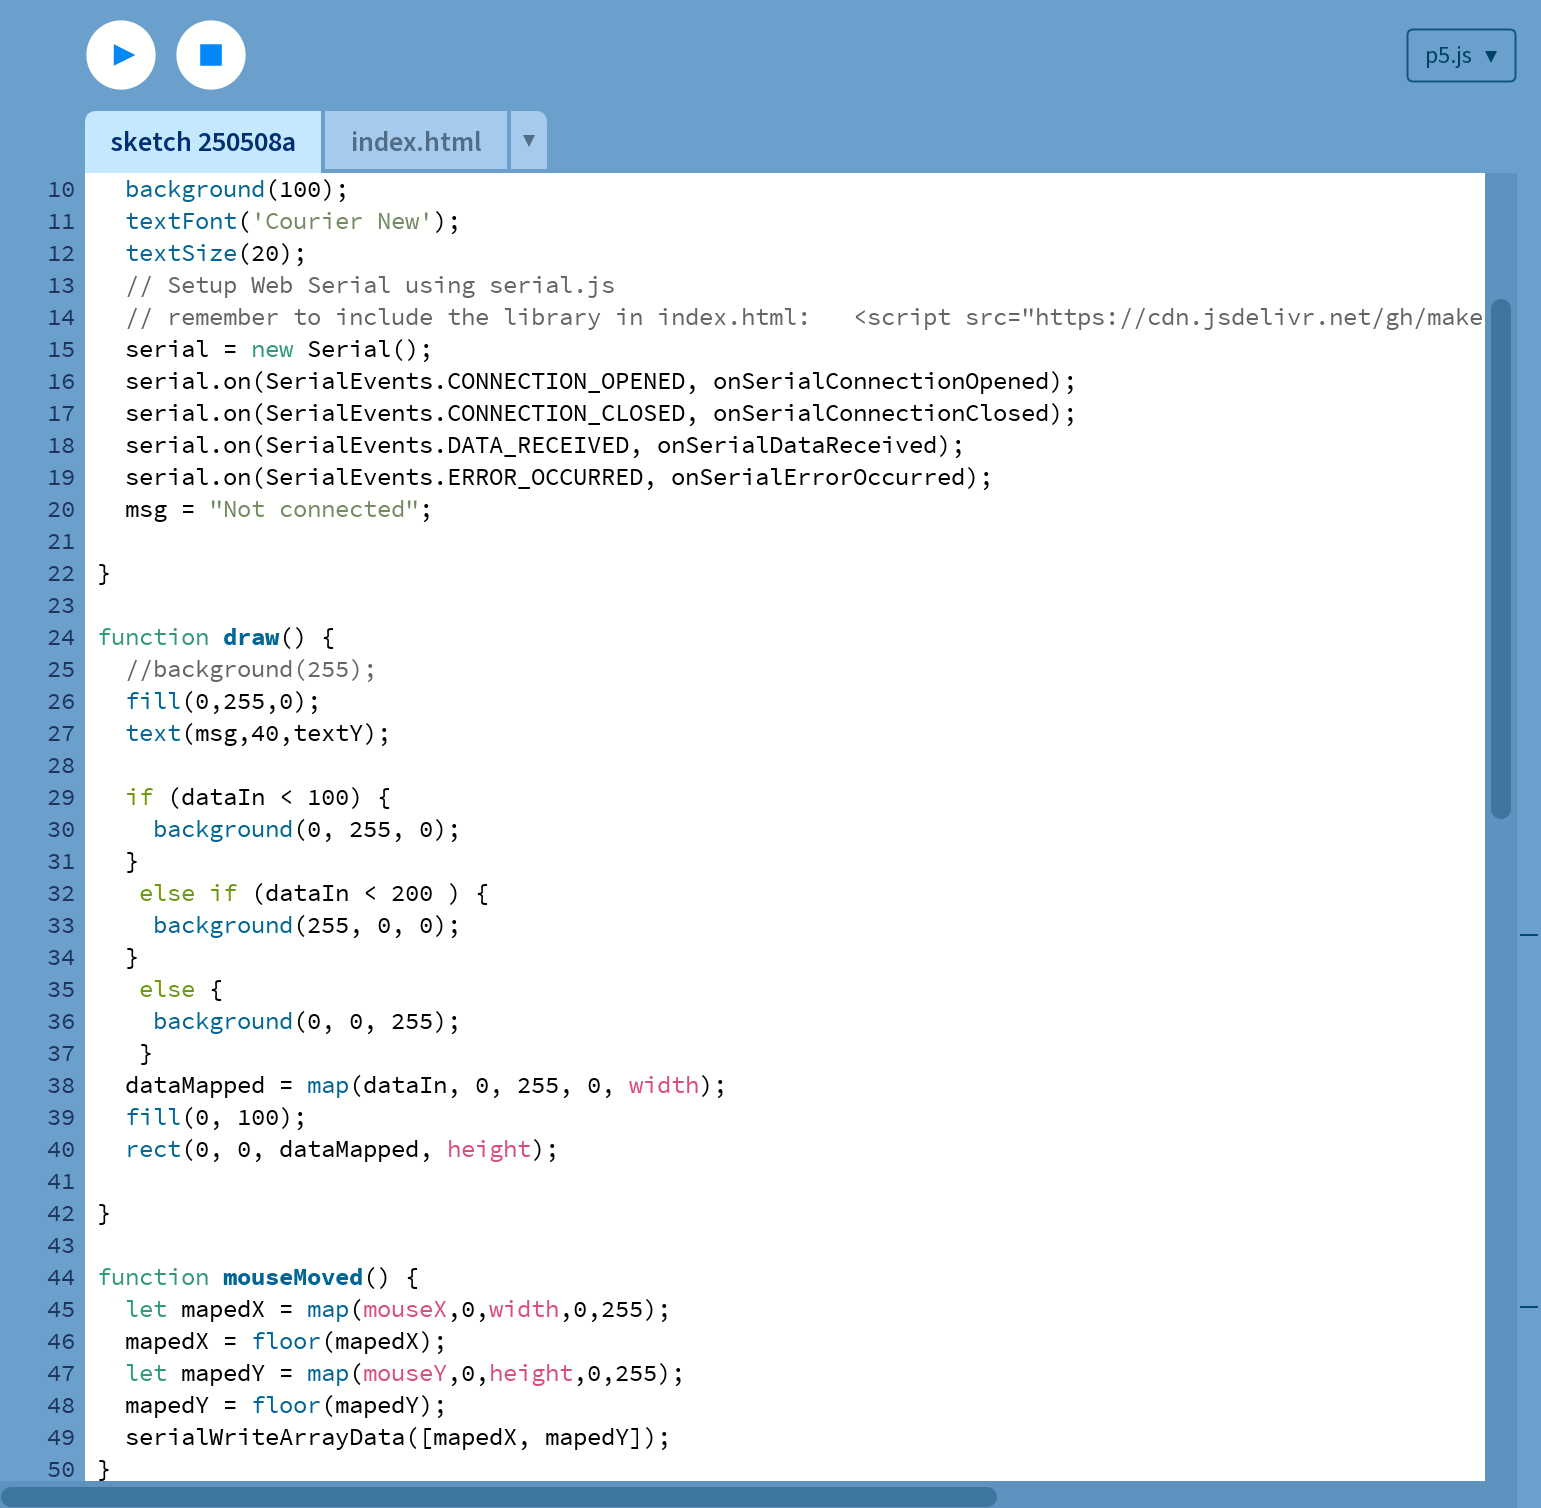 p5.js ▼
sketch 250508a index.html ▼
10 background(100);
11 textFont('Courier New');
12 textSize(20);
13 // Setup Web Serial using serial.js
14 // remember to include the library in index.html:   <script src="https://cdn.jsdelivr.net/gh/make
15 serial = new Serial();
16 serial.on(SerialEvents.CONNECTION_OPENED, onSerialConnectionOpened);
17 serial.on(SerialEvents.CONNECTION_CLOSED, onSerialConnectionClosed);
18 serial.on(SerialEvents.DATA_RECEIVED, onSerialDataReceived);
19 serial.on(SerialEvents.ERROR_OCCURRED, onSerialErrorOccurred);
20 msg = "Not connected";
21
22 }
23
24 function draw() {
25 //background(255);
26 fill(0,255,0);
27 text(msg,40,textY);
28
29 if (dataIn < 100) {
30 background(0, 255, 0);
31 }
32 else if (dataIn < 200 ) {
33 background(255, 0, 0);
34 }
35 else {
36 background(0, 0, 255);
37 }
38 dataMapped = map(dataIn, 0, 255, 0, width);
39 fill(0, 100);
40 rect(0, 0, dataMapped, height);
41
42 }
43
44 function mouseMoved() {
45 let mapedX = map(mouseX,0,width,0,255);
46 mapedX = floor(mapedX);
47 let mapedY = map(mouseY,0,height,0,255);
48 mapedY = floor(mapedY);
49 serialWriteArrayData([mapedX, mapedY]);
50 }